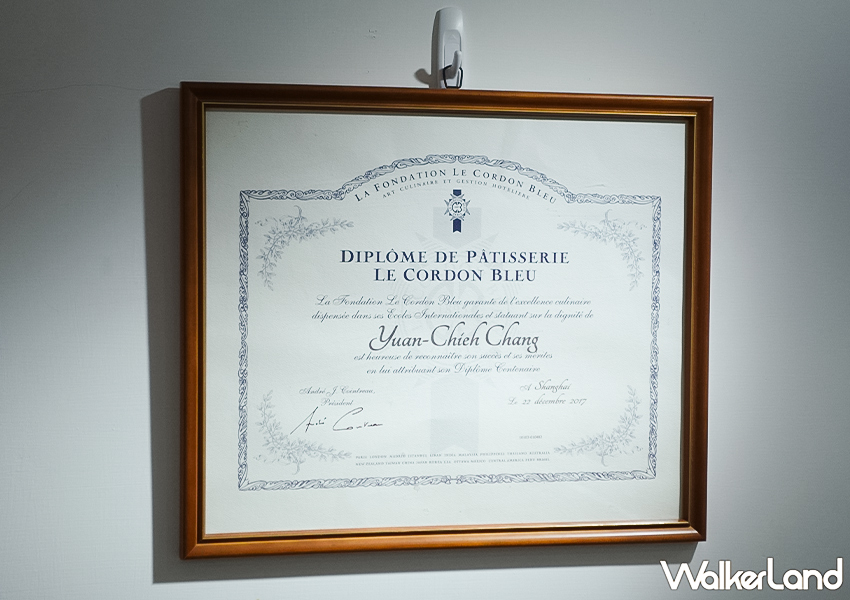 LA FONDATION LE CORDON BLEU
ART CULINAIRE ET GESTION HOTELIÈRE
DIPLÔME DE PÂTISSERIE
LE CORDON BLEU
La Fondation Le Cordon Bleu garante de l'excellence culinaire
dispensée dans ses Ecoles Internationales et statuant sur la dignité de
Yuan-Chieh Chang
est heureuse de reconnaître son succès et ses mérites
en lui attribuant son Diplôme Centenaire
André J. Cointreau
Président
A Shanghai
Le 22 décembre 2017
WalkerLand